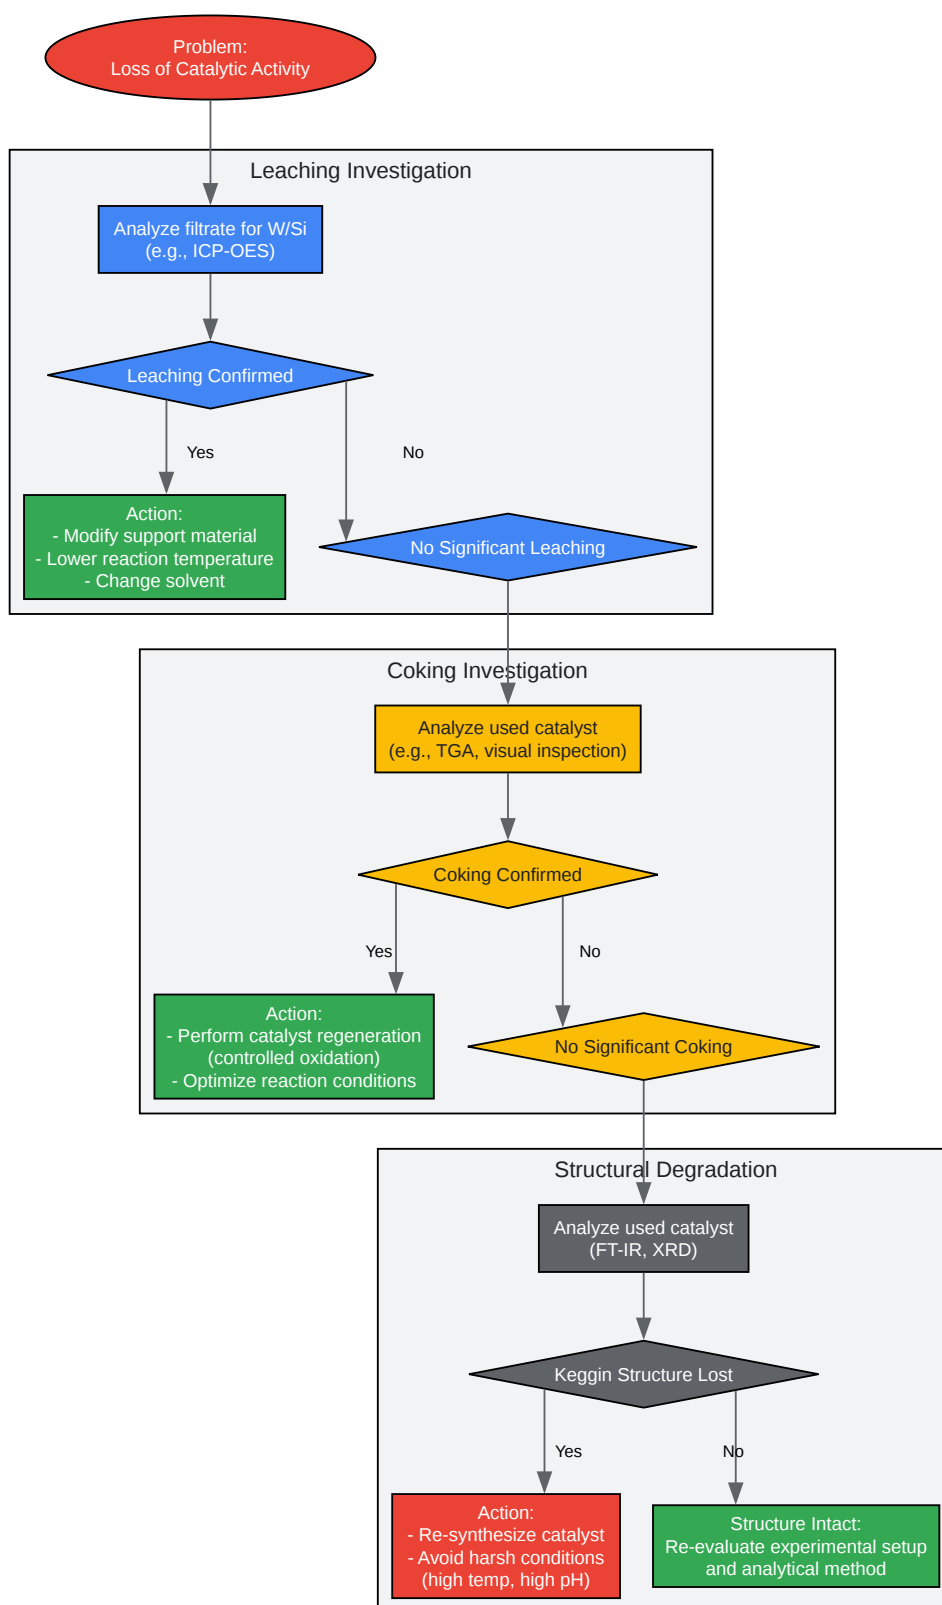 Problem:
Loss of Catalytic Activity
Leaching Investigation
Analyze filtrate for W/Si
(e.g., ICP-OES)
Leaching Confirmed
Yes
No
Action:
- Modify support material
- Lower reaction temperature
- Change solvent
No Significant Leaching
Coking Investigation
Analyze used catalyst
(e.g., TGA, visual inspection)
Coking Confirmed
Yes
No
Action:
- Perform catalyst regeneration
(controlled oxidation)
- Optimize reaction conditions
No Significant Coking
Structural Degradation
Analyze used catalyst
(FT-IR, XRD)
Keggin Structure Lost
Yes
No
Action:
- Re-synthesize catalyst
- Avoid harsh conditions
(high temp, high pH)
Structure Intact:
Re-evaluate experimental setup
and analytical method